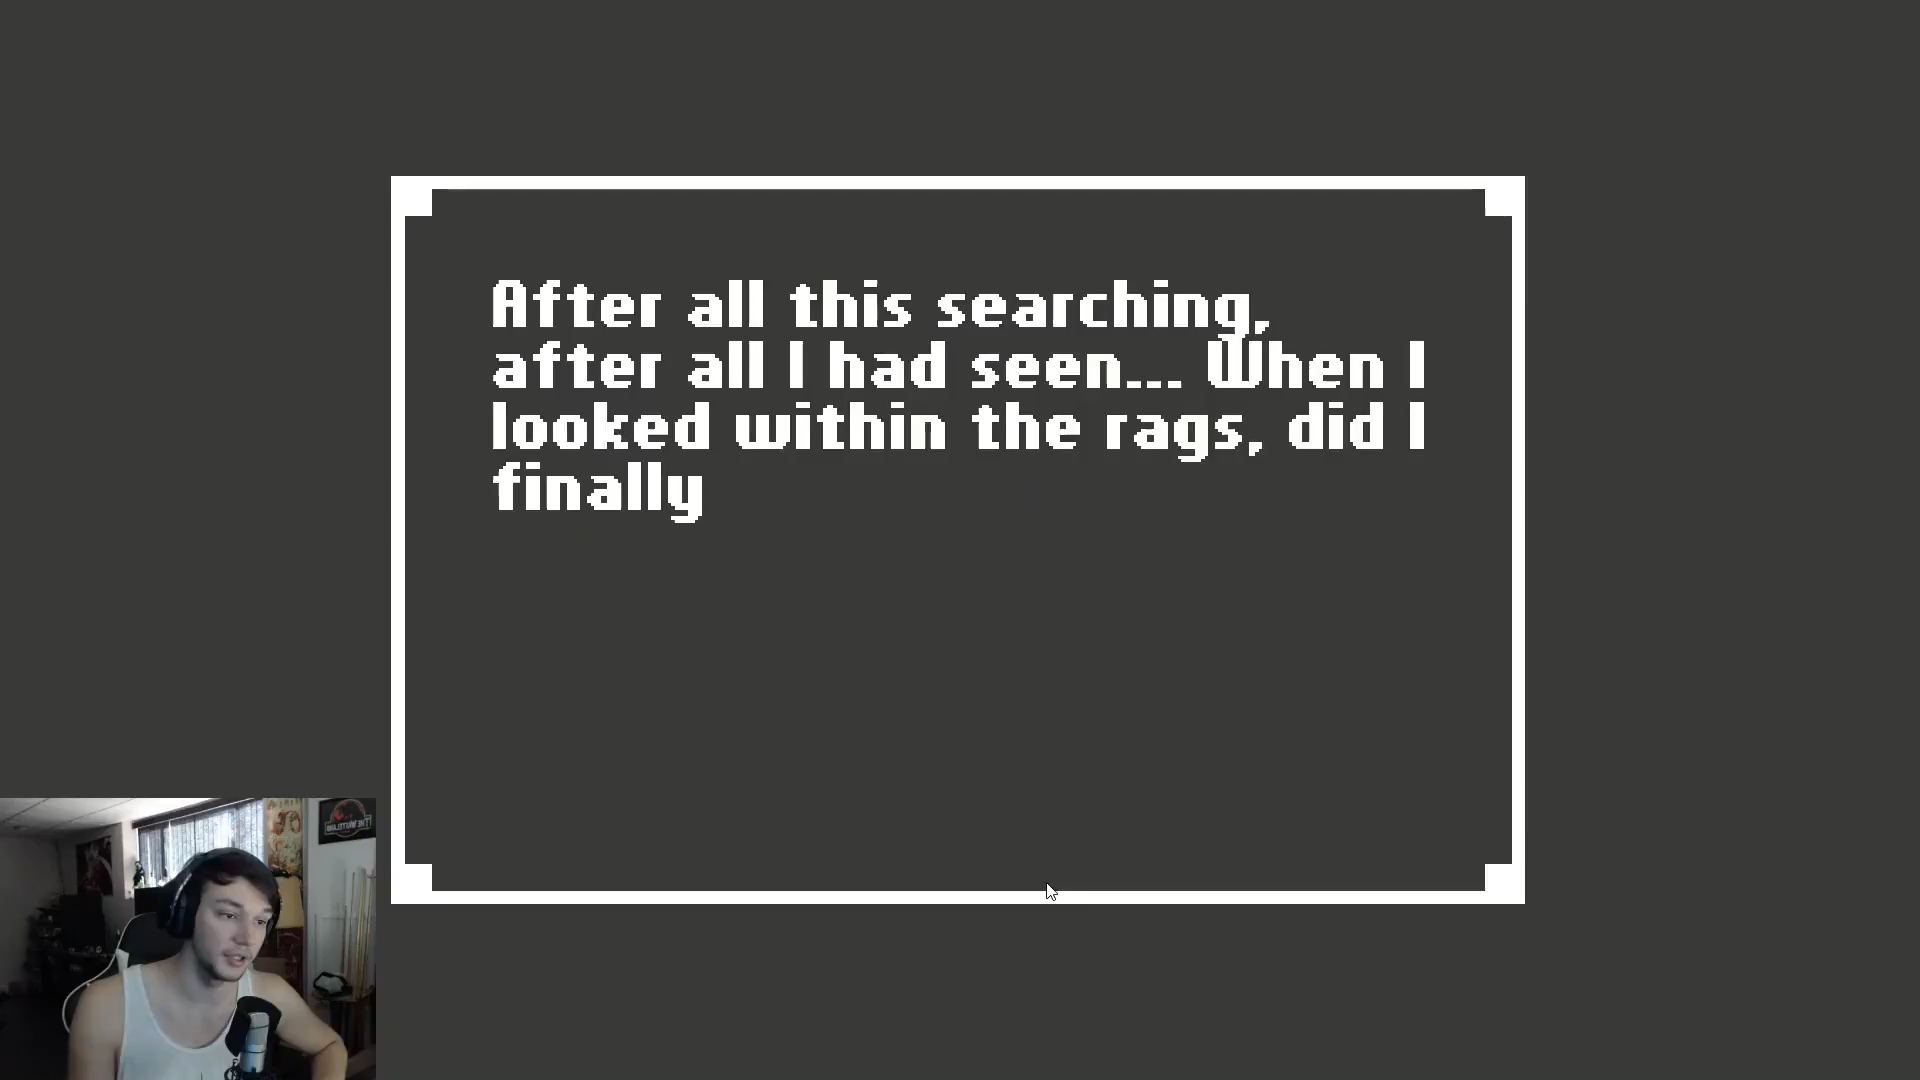 After all this searching,
after all I had seen... When I
looked within the rags, did I
finally